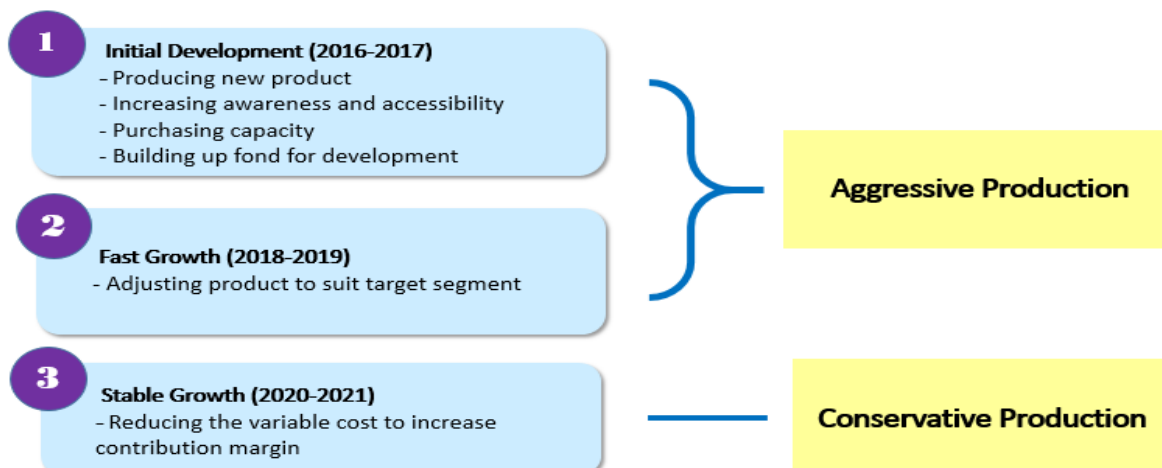 1
Initial Development (2016-2017)
- Producing new product
- Increasing awareness and accessibility
- Purchasing capacity
- Building up fond for development
Aggressive Production
2
Fast Growth (2018-2019)
- Adjusting product to suit target segment
3
Stable Growth (2020-2021)
- Reducing the variable cost to increase
contribution margin
Conservative Production